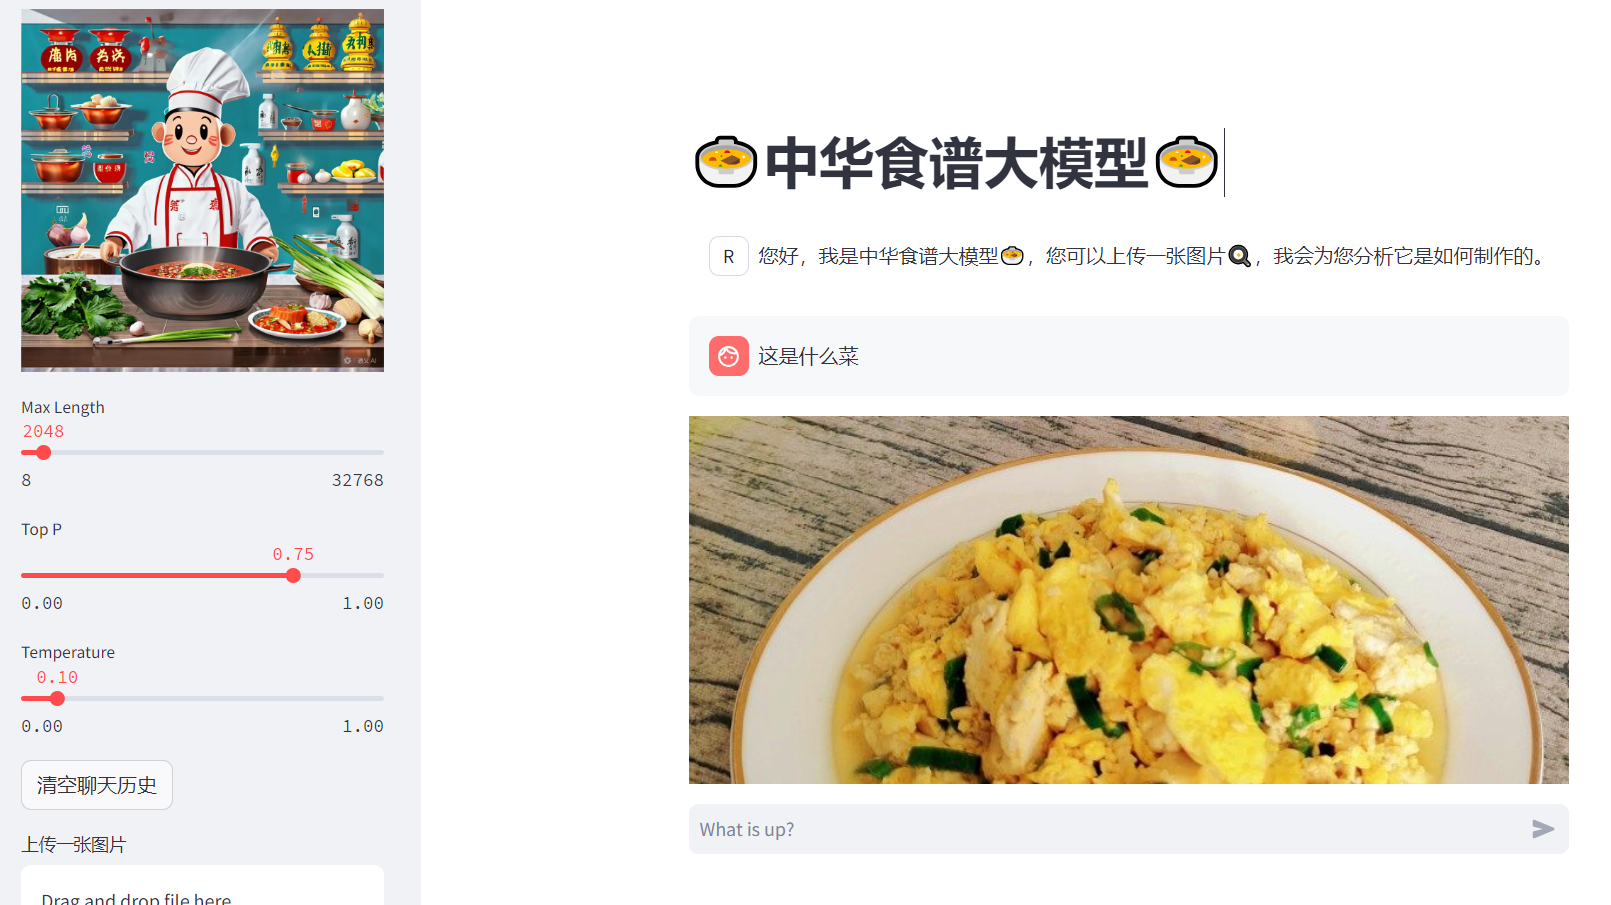 Max Length
2048
8
32768
Top P
0.75
0.00
1.00
Temperature
0.10
0.00
1.00
清空聊天历史
上传一张图片
Drag and drop file here
中华食谱大模型
R
您好，我是中华食谱大模型🍲，您可以上传一张图片🍳，我会为您分析它是如何制作的。
这是什么菜
What is up?